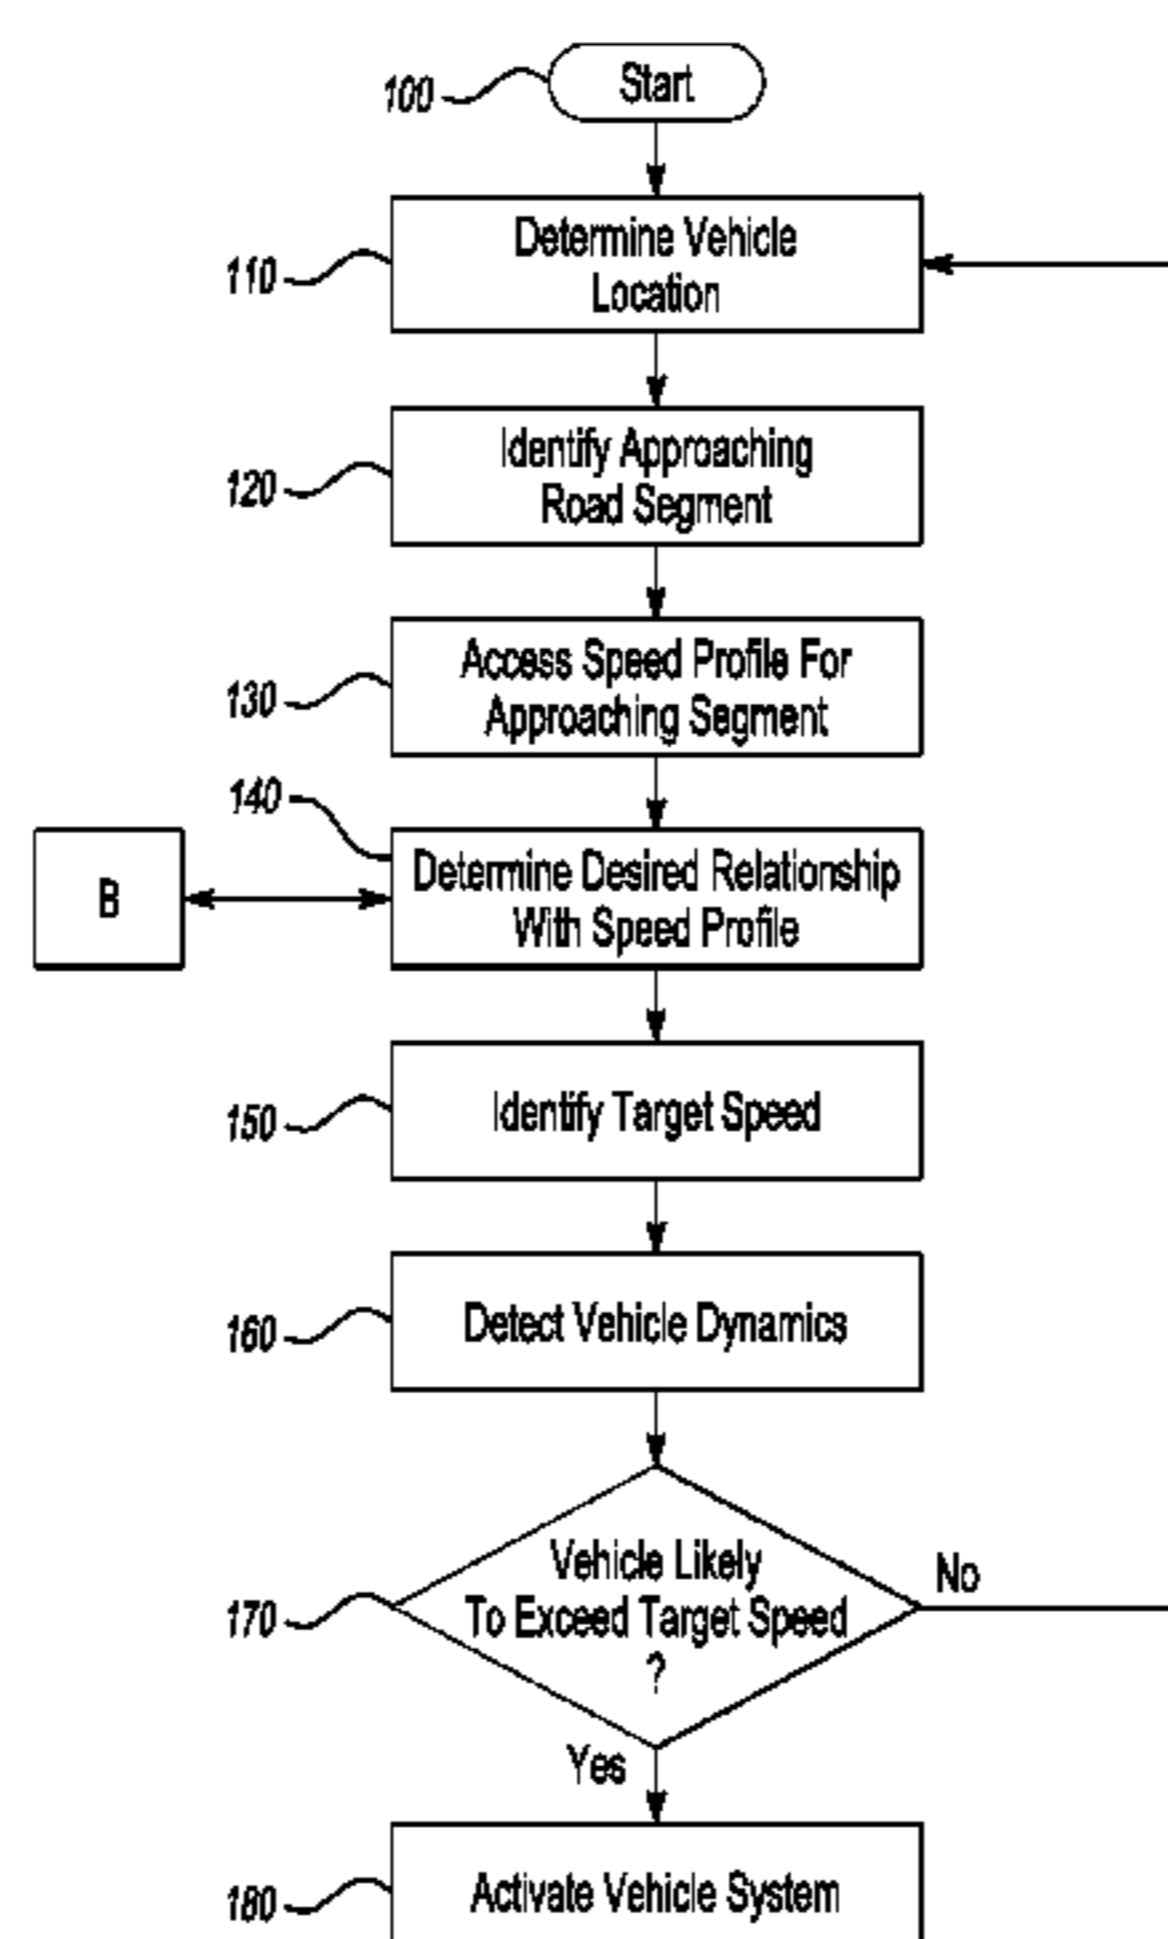 100
Start
110
Determine Vehicle
Location
120
Identify Approaching
Road Segment
130
Access Speed Profile For
Approaching Segment
140
B
Determine Desired Relationship
With Speed Profile
150
Identify Target Speed
160
Detect Vehicle Dynamics
170
Vehicle Likely
To Exceed Target Speed
?
No
Yes
180
Activate Vehicle System